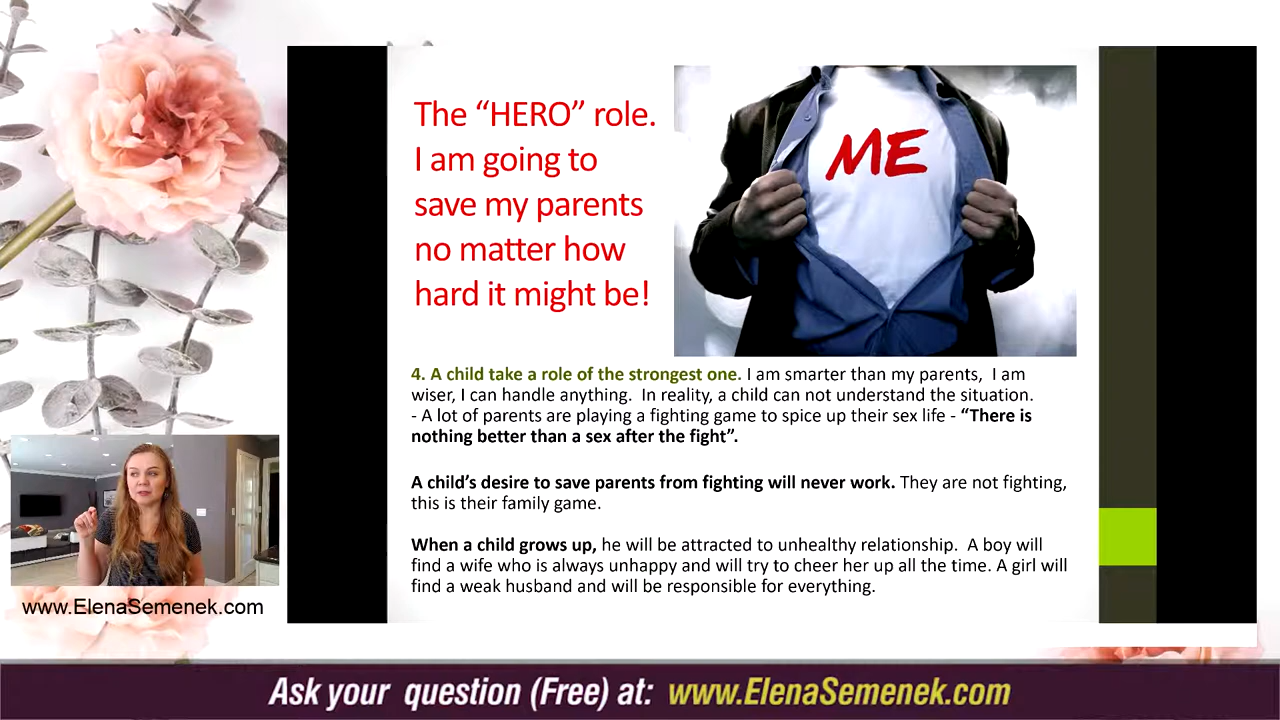 The “HERO” role.
I am going to
save my parents
no matter how
hard it might be!
ME
4. A child take a role of the strongest one. I am smarter than my parents,  I am
wiser, I can handle anything.  In reality, a child can not understand the situation.
- A lot of parents are playing a fighting game to spice up their sex life - “There is
nothing better than a sex after the fight”.
A child’s desire to save parents from fighting will never work. They are not fighting,
this is their family game.
When a child grows up, he will be attracted to unhealthy relationship.  A boy will
find a wife who is always unhappy and will try to cheer her up all the time. A girl will
find a weak husband and will be responsible for everything.
www.ElenaSemenek.com
Ask your  question (Free) at:  www.ElenaSemenek.com